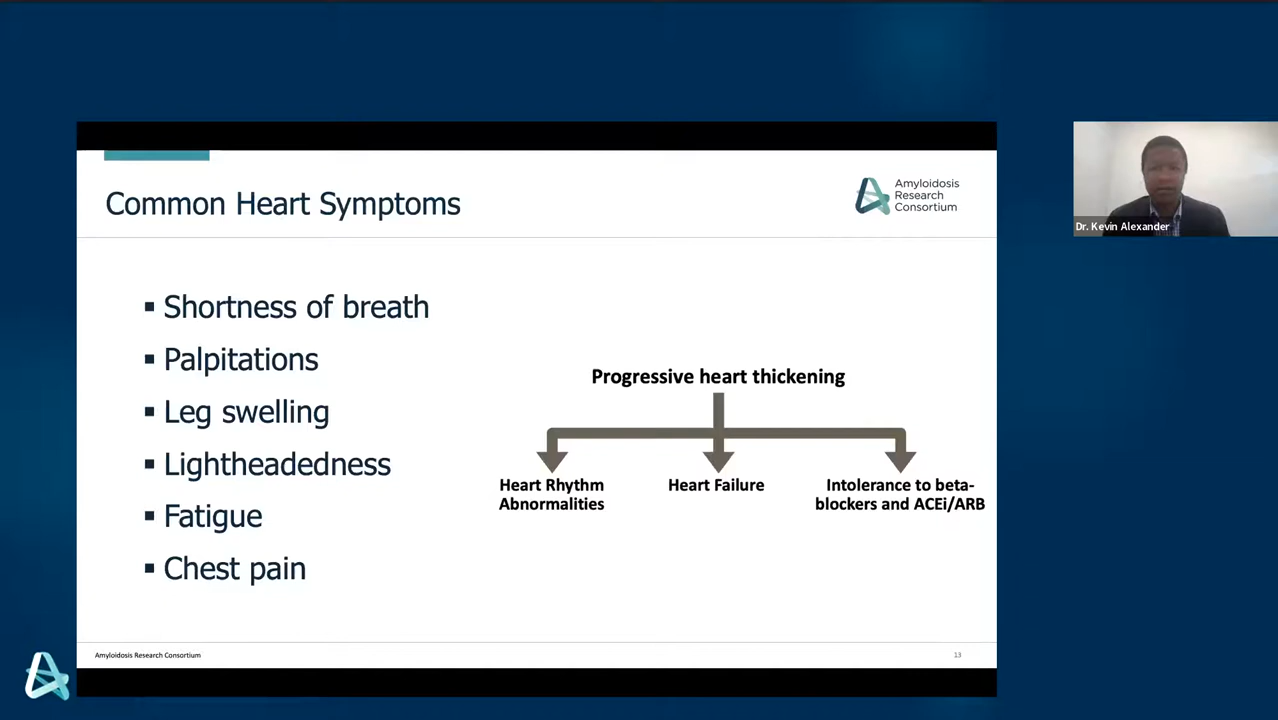 Common Heart Symptoms
Amyloidosis
Research
Consortium
▪ Shortness of breath
▪ Palpitations
▪ Leg swelling
▪ Lightheadedness
▪ Fatigue
▪ Chest pain
Progressive heart thickening
Heart Rhythm
Abnormalities
Heart Failure
Intolerance to beta-
blockers and ACEi/ARB
Amyloidosis Research Consortium
13
Dr. Kevin Alexander